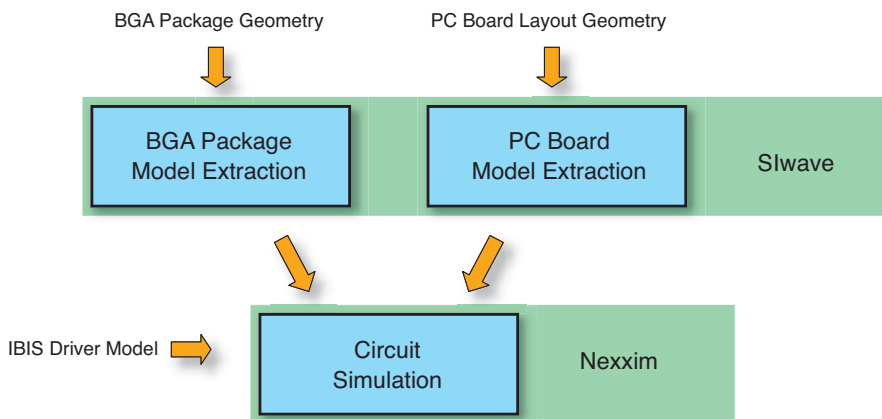 BGA Package Geometry
PC Board Layout Geometry
BGA Package
Model Extraction
PC Board
Model Extraction
SIwave
IBIS Driver Model
Circuit
Simulation
Nexxim